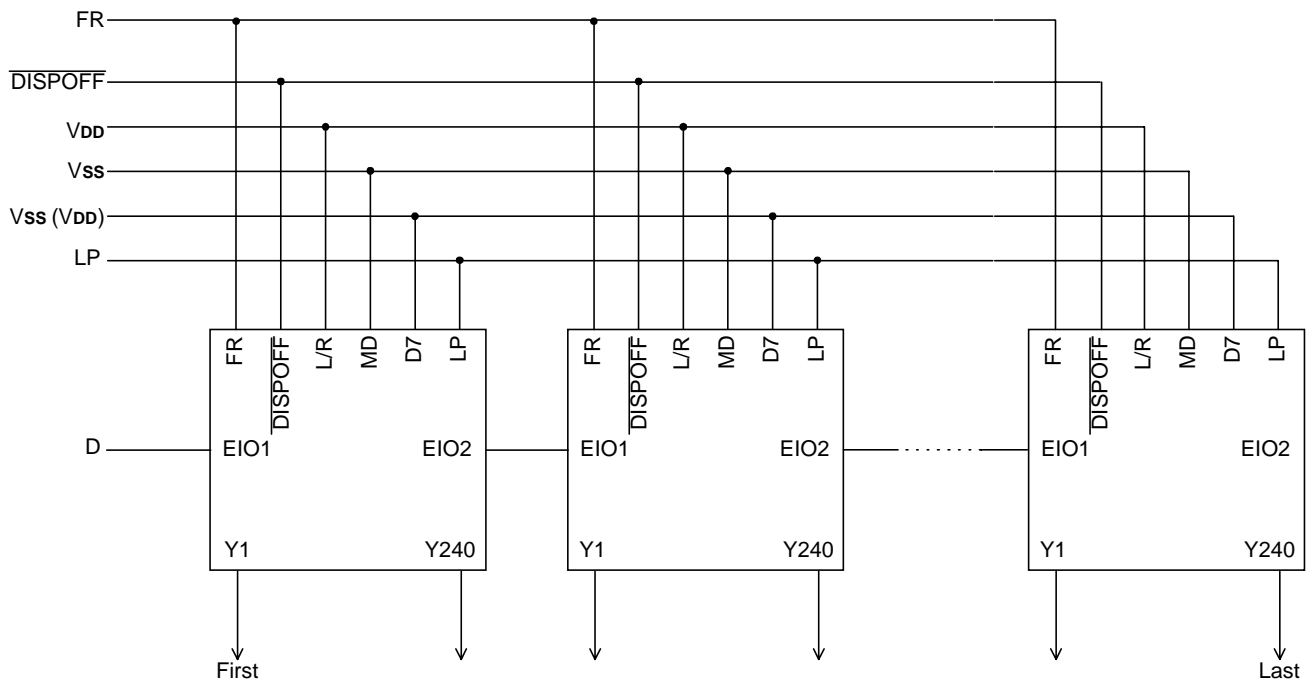 FR
DISPOFF
VDD
VSS
VSS (VDD)
LP
FR DISPOFF L/R MD D7 LP
FR DISPOFF L/R MD D7 LP
FR DISPOFF L/R MD D7 LP
D
EIO1 EIO2
EIO1 EIO2
EIO1 EIO2
Y1 Y240
Y1 Y240
Y1 Y240
First
Last